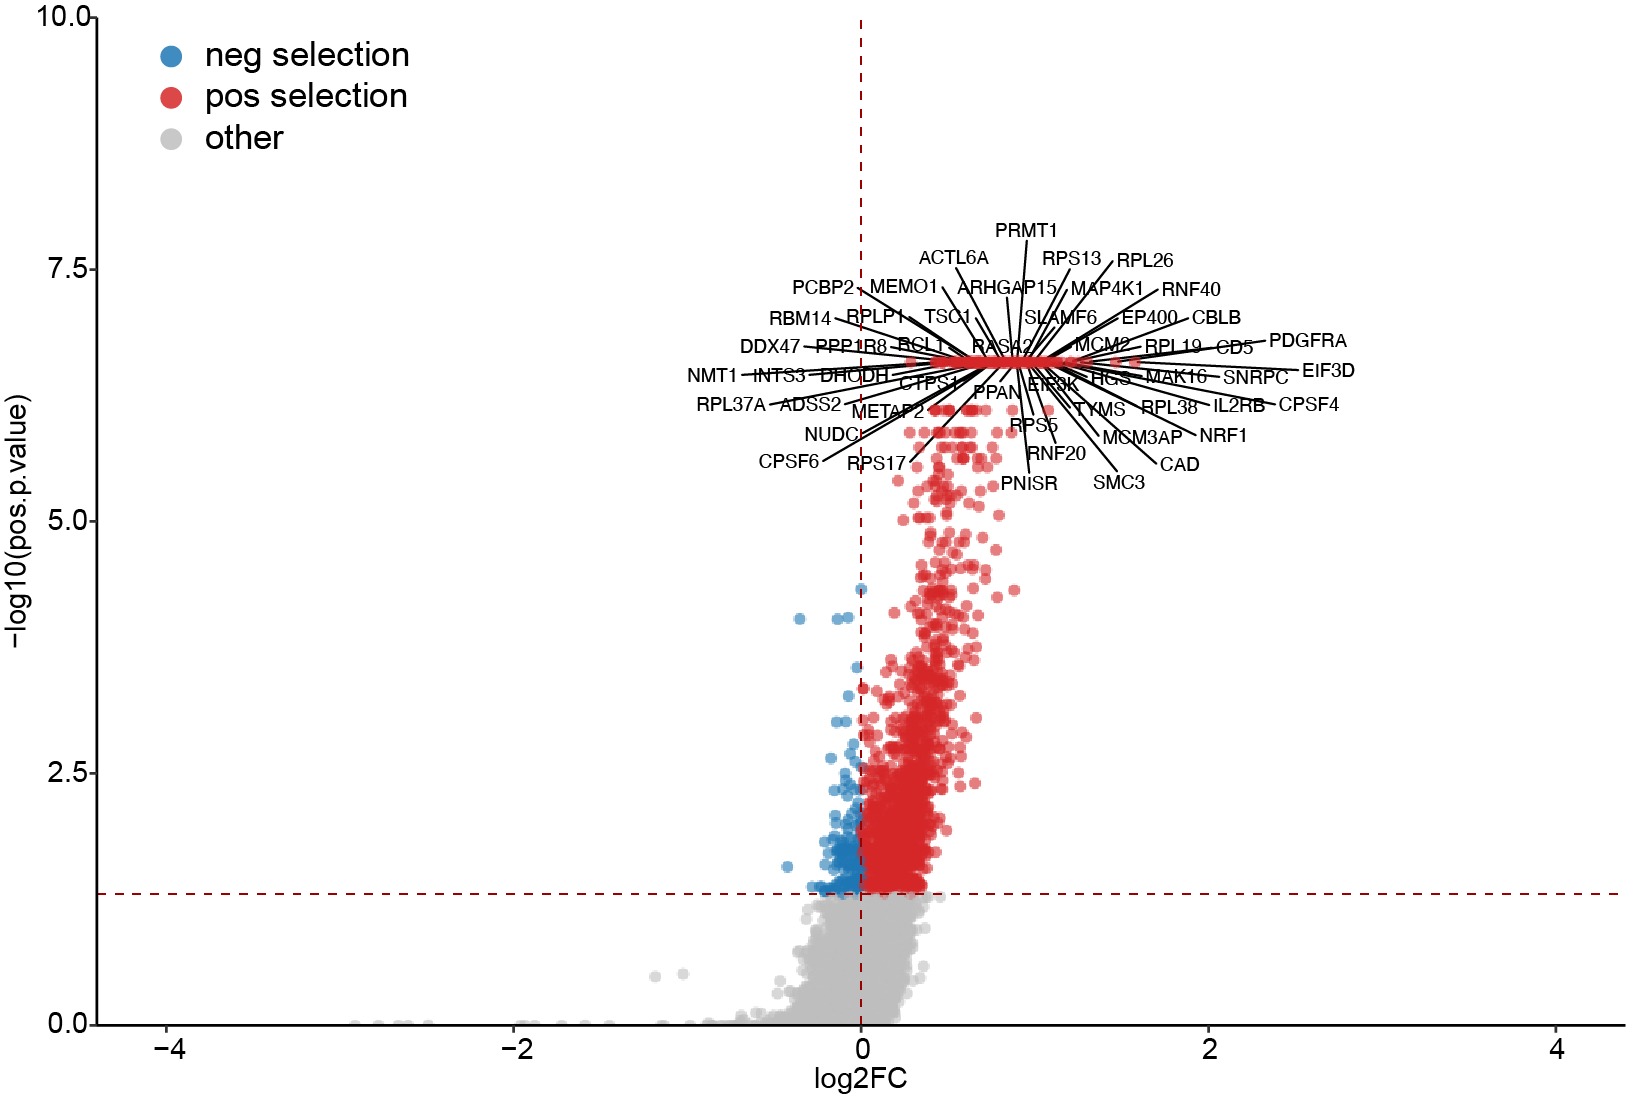 10.0
neg selection
pos selection
other
PRMT1
ACTL6A RPS13 RPL26
PCBP2 MEMO1 ARHGAP15 MAP4K1 RNF40
RBM14 RPLP1 TSC1 SLAMF6 EP400 CBLB
DDX47 PPP1R8 RCL1 RASA2 MCM2 RPL19 CD5 PDGFRA
NMT1 INTS3 DHODH CTPS1 PPAN EIF3K HGS MAK16 SNRPC EIF3D
RPL37A ADSS2 METAP2 RPS5 TYMS RPL38 IL2RB CPSF4
NUDC RNF20 MCM3AP NRF1
CPSF6 RPS17 PNISR SMC3 CAD
7.5
5.0
2.5
0.0
−log10(pos.p.value)
−4 −2 0 2 4
log2FC